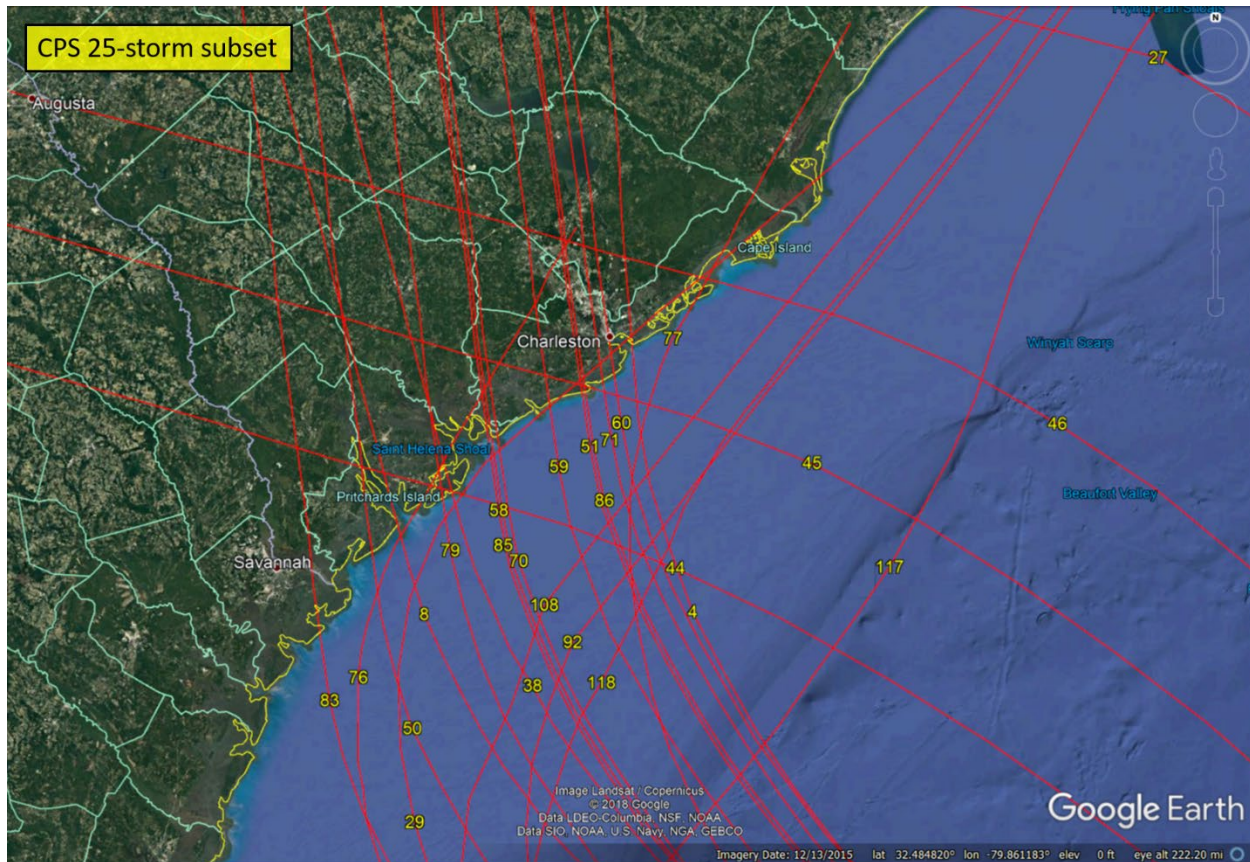 CPS 25-storm subset
Flying Pan Shoals
N
27
Augusta
Cape Island
Charleston
77
Winyah Scarp
60
46
71
51
Saint Helena Shoal
45
59
Pritchards Island
86
Beaufort Valley
58
85
79
70
Savannah
44
117
108
8
4
92
76
38
118
83
50
29
Image Landsat / Copernicus
© 2018 Google
Data LDEO-Columbia, NSF, NOAA
Data SIO, NOAA, U.S. Navy, NGA, GEBCO
Google Earth
Imagery Date: 12/13/2015 lat 32.484820° lon -79.861183° elev 0 ft eye alt 222.20 mi